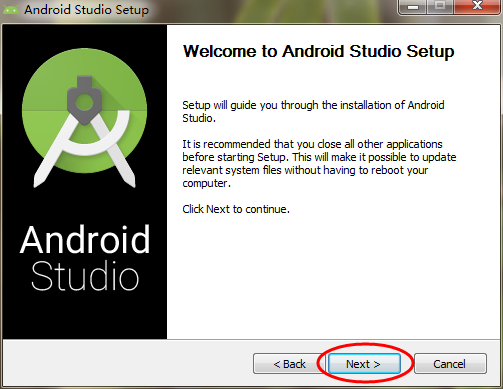 Android Studio Setup
Welcome to Android Studio Setup
Setup will guide you through the installation of Android
Studio.
It is recommended that you close all other applications
before starting Setup. This will make it possible to update
relevant system files without having to reboot your
computer.
Click Next to continue.
Android
Studio
< Back
Next >
Cancel